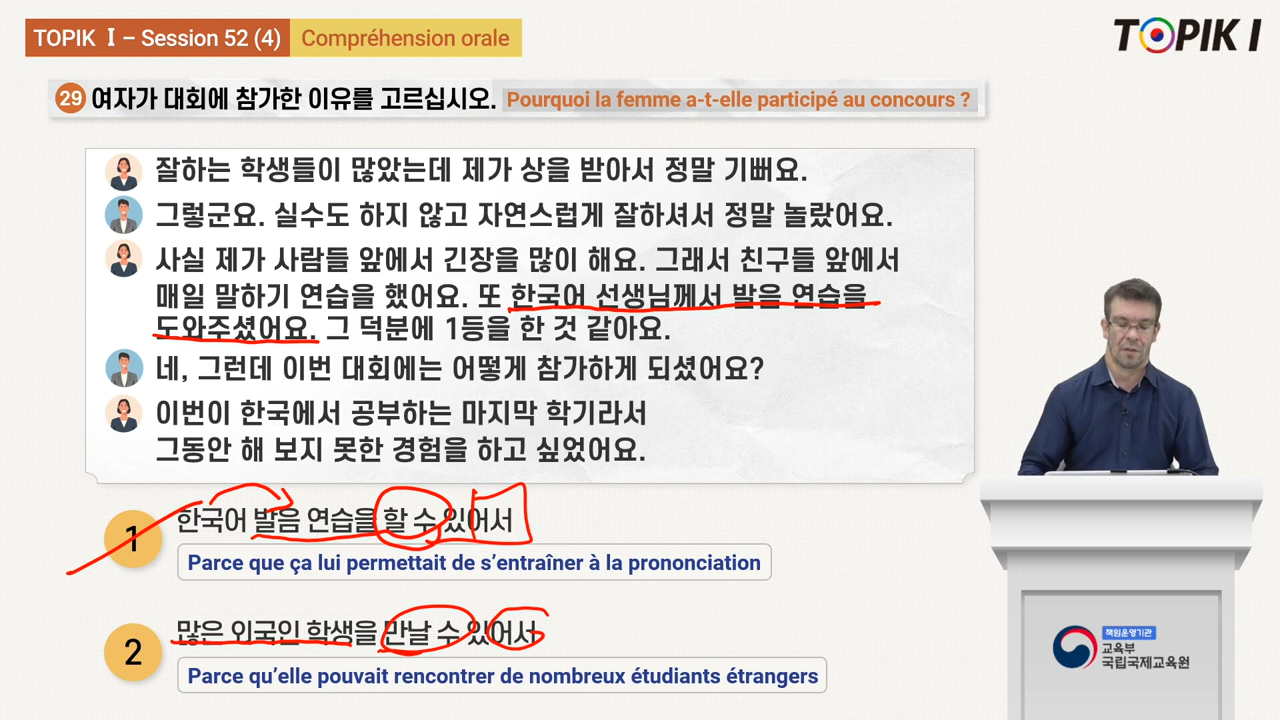 TOPIK Ⅰ – Session 52 (4) Compréhension orale
TOPIK I
29 여자가 대회에 참가한 이유를 고르십시오. Pourquoi la femme a-t-elle participé au concours ?
잘하는 학생들이 많았는데 제가 상을 받아서 정말 기뻐요.
그렇군요. 실수도 하지 않고 자연스럽게 잘하셔서 정말 놀랐어요.
사실 제가 사람들 앞에서 긴장을 많이 해요. 그래서 친구들 앞에서
매일 말하기 연습을 했어요. 또 한국어 선생님께서 발음 연습을
도와주셨어요. 그 덕분에 1등을 한 것 같아요.
네, 그런데 이번 대회에는 어떻게 참가하게 되셨어요?
이번이 한국에서 공부하는 마지막 학기라서
그동안 해 보지 못한 경험을 하고 싶었어요.
1 한국어 발음 연습을 할 수 있어서
Parce que ça lui permettait de s’entraîner à la prononciation
2 많은 외국인 학생을 만날 수 있어서
Parce qu’elle pouvait rencontrer de nombreux étudiants étrangers
책임운영기관
교육부
국립국제교육원